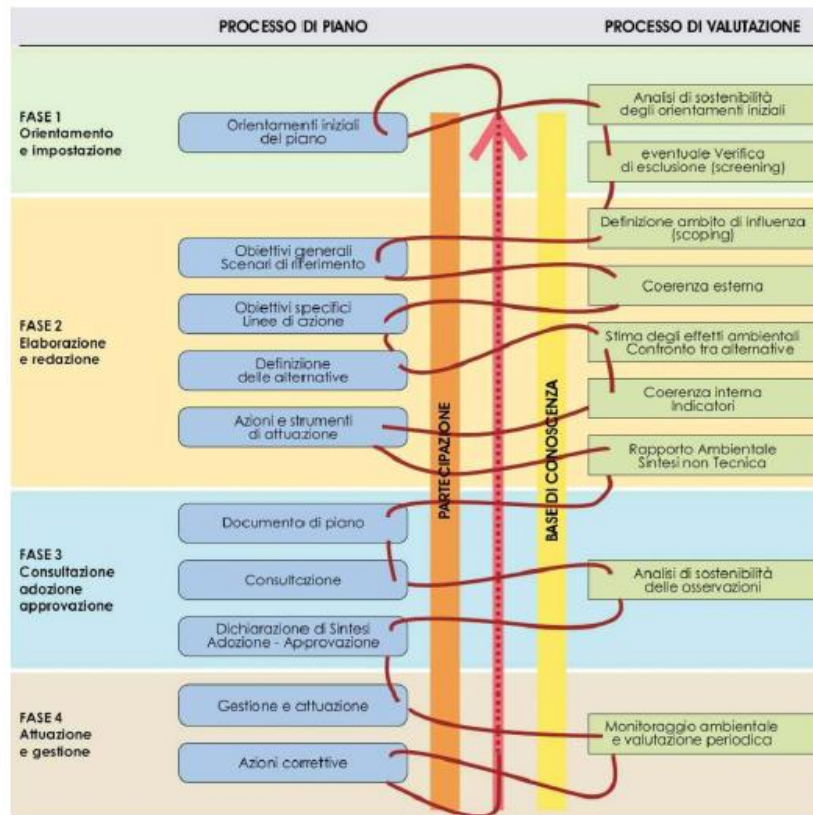 PROCESSO DI PIANO
PROCESSO DI VALUTAZIONE
FASE 1
Orientamento
e impostazione
Orientamenti iniziali
del piano
Analisi di sostenibilità
degli orientamenti iniziali
eventuale Verifica
di esclusione (screening)
FASE 2
Elaborazione
e redazione
Obiettivi generali
Scenari di riferimento
Obiettivi specifici
Linee di azione
Definizione
delle alternative
Azioni e strumenti
di attuazione
Definizione ambito di influenza
(scoping)
Coerenza esterna
Stima degli effetti ambientali
Confronto tra alternative
Coerenza interna
Indicatori
Rapporto Ambientale
Sintesi non Tecnica
PARTECIPAZIONE
BASE DI CONOSCENZA
FASE 3
Consultazione
adozione
approvazione
Documenta di piano
Consultazione
Dichiarazione di Sintesi
Adozione - Approvazione
Analisi di sostenibilità
delle osservazioni
FASE 4
Attuazione
e gestione
Gestione e attuazione
Azioni correttive
Monitoraggio ambientale
e valutazione periodica